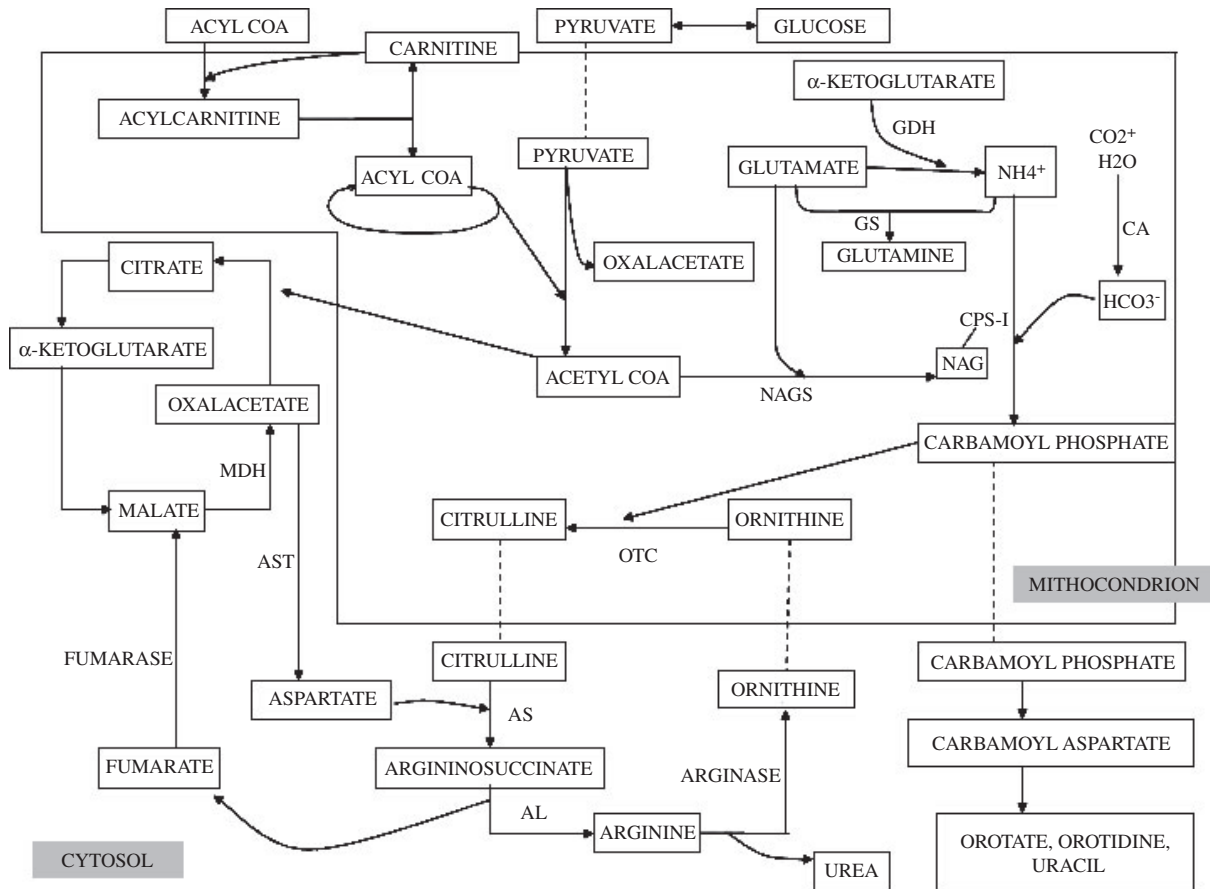 ACYL COA
PYRUVATE
GLUCOSE
CARNITINE
α-KETOGLUTARATE
ACYLCARNITINE
GDH
CO2⁺
H2O
PYRUVATE
GLUTAMATE
NH4⁺
ACYL COA
GS
CA
CITRATE
OXALACETATE
GLUTAMINE
HCO3⁻
CPS-I
α-KETOGLUTARATE
ACETYL COA
NAG
NAGS
OXALACETATE
CARBAMOYL PHOSPHATE
MDH
MALATE
CITRULLINE
ORNITHINE
OTC
AST
MITHOCONDRION
FUMARASE
CITRULLINE
CARBAMOYL PHOSPHATE
ORNITHINE
ASPARTATE
AS
CARBAMOYL ASPARTATE
FUMARATE
ARGININOSUCCINATE
ARGINASE
AL
ARGININE
OROTATE, OROTIDINE,
URACIL
CYTOSOL
UREA